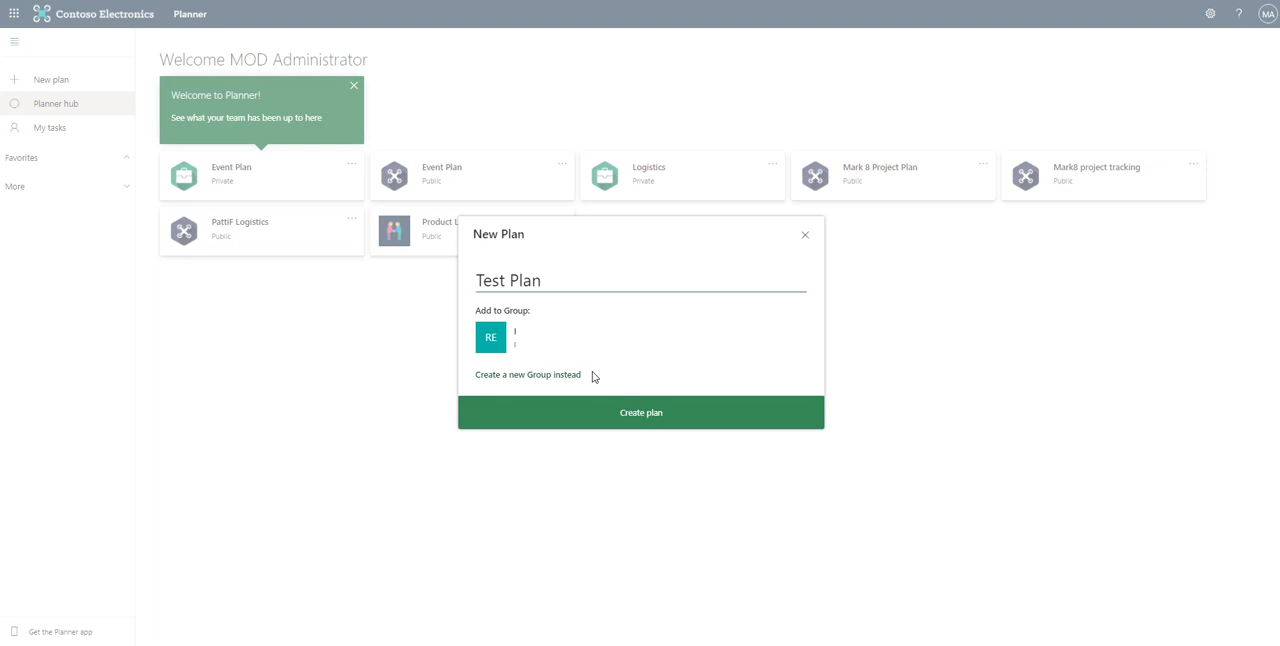 Contoso Electronics Planner ? MA
Welcome MOD Administrator
New plan
Planner hub
My tasks
Favorites
More
Welcome to Planner!
See what your team has been up to here
Event Plan
Private
Event Plan
Public
Logistics
Private
Mark 8 Project Plan
Public
Mark8 project tracking
Public
PattiF Logistics
Public
Product L
Public
New Plan
Test Plan
Add to Group:
RE
Create a new Group instead
Create plan
Get the Planner app